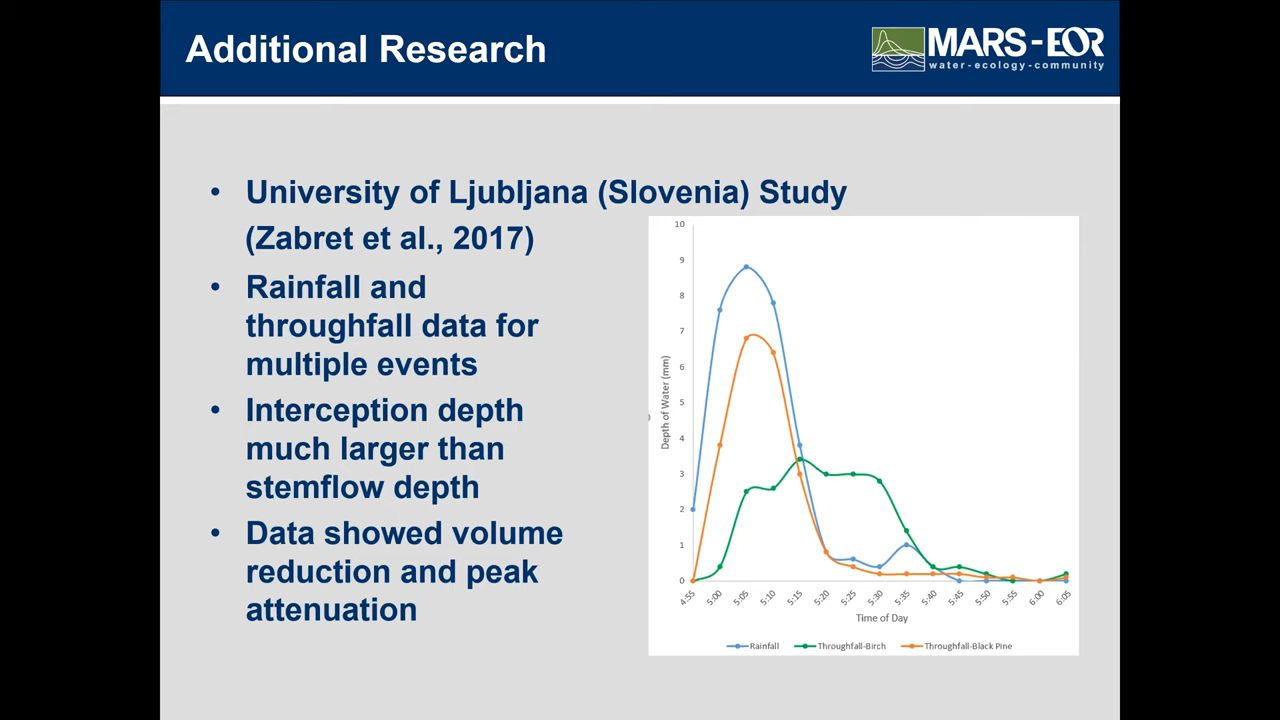 Additional Research
MARS-EOR
water-ecology-community
• University of Ljubljana (Slovenia) Study
(Zabret et al., 2017)
• Rainfall and
throughfall data for
multiple events
• Interception depth
much larger than
stemflow depth
• Data showed volume
reduction and peak
attenuation
10
9
8
7
6
5
4
3
2
1
0
Depth of Water (mm)
4:55 5:00 5:05 5:10 5:15 5:20 5:25 5:30 5:35 5:40 5:45 5:50 5:55 6:00 6:05
Time of Day
Rainfall Throughfall-Birch Throughfall-Black Pine